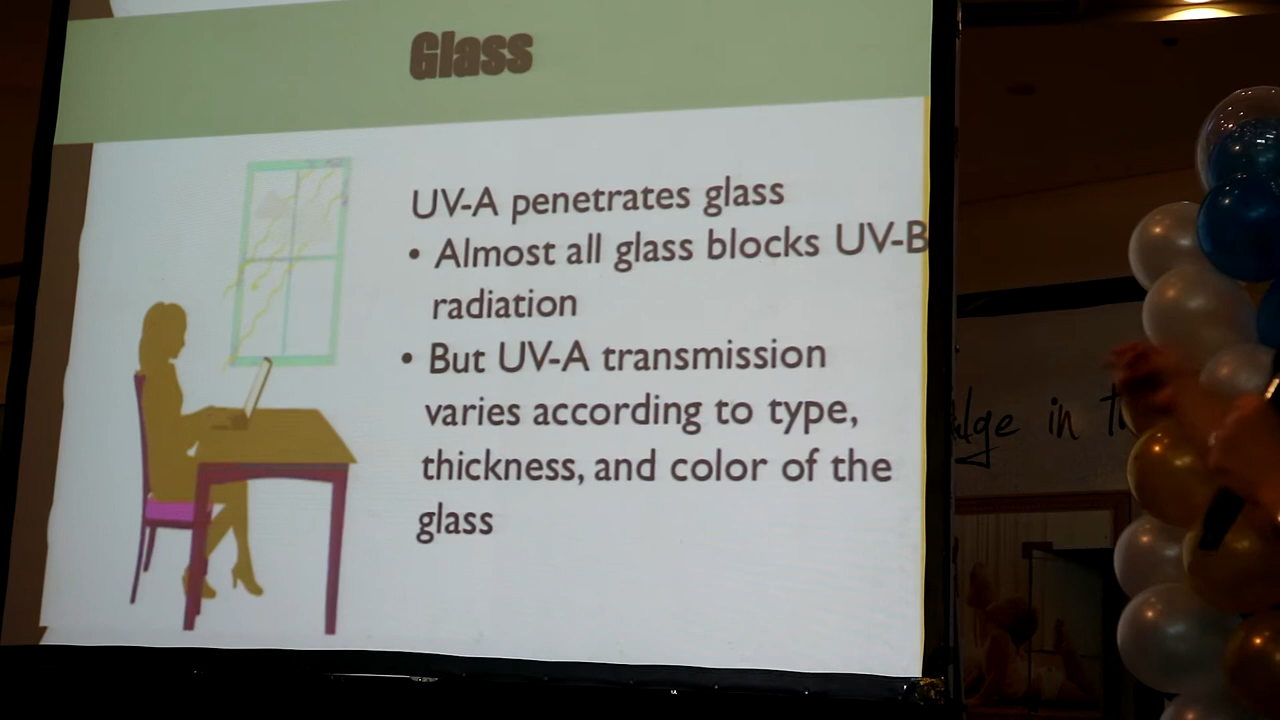 Glass
UV-A penetrates glass
• Almost all glass blocks UV-B
radiation
• But UV-A transmission
varies according to type,
thickness, and color of the
glass
in